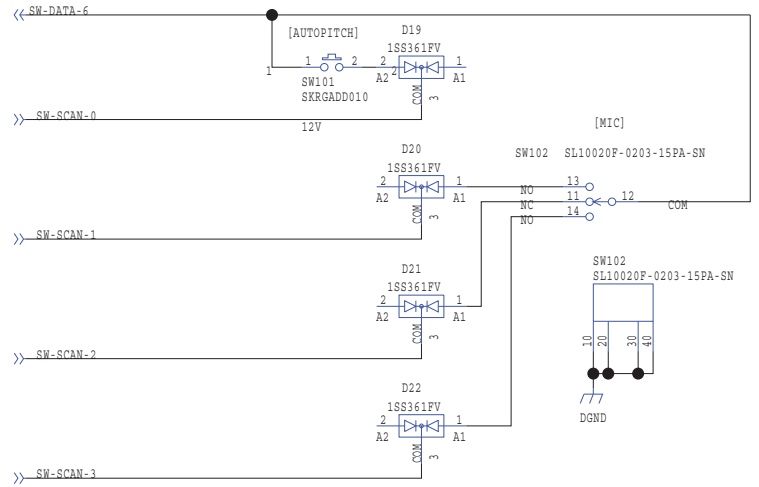 SW-DATA-6
[AUTOPITCH]
D19
1SS361FV
1
1 2
2 2 1
A2 A1
SW101
SKRGADD010
COM 3
SW-SCAN-0
12V
[MIC]
D20
SW102 SL10020F-0203-15PA-SN
1SS361FV
2 1
A2 A1
COM 3
NO 13
NC 11 12 COM
NO 14
SW-SCAN-1
D21
1SS361FV
2 1
A2 A1
COM 3
SW102
SL10020F-0203-15PA-SN
10 20 30 40
SW-SCAN-2
D22
1SS361FV
2 1
A2 A1
COM 3
DGND
SW-SCAN-3